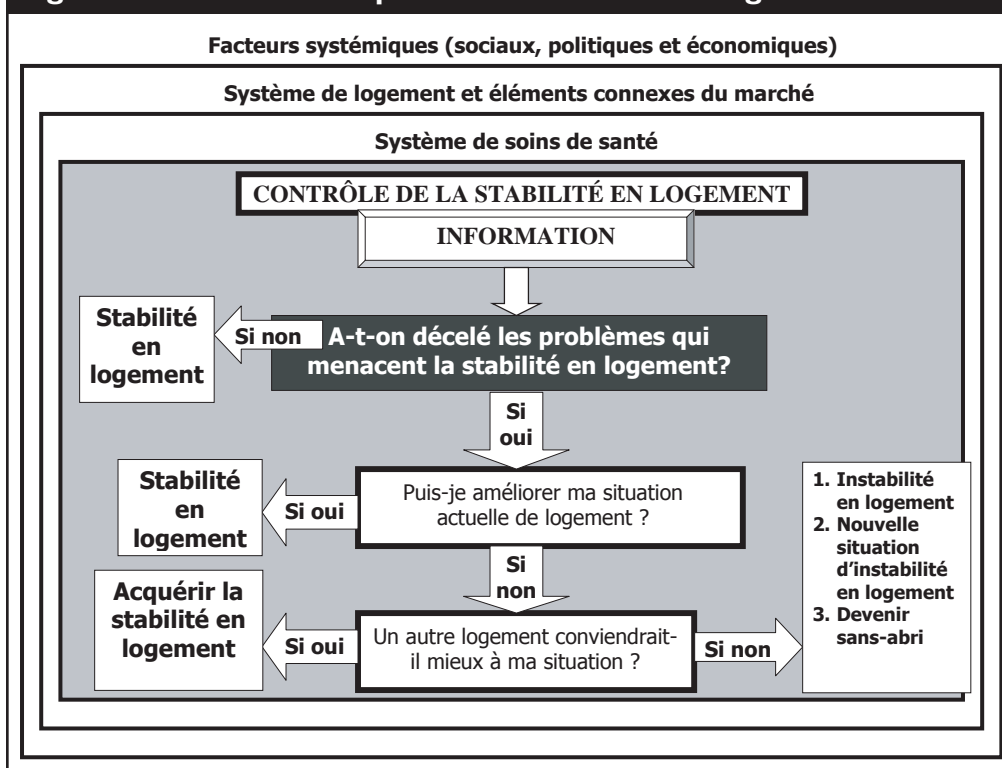 Facteurs systémiques (sociaux, politiques et économiques)
Système de logement et éléments connexes du marché
Système de soins de santé
CONTRÔLE DE LA STABILITÉ EN LOGEMENT
INFORMATION
Stabilité
en
logement
Si non
A-t-on décelé les problèmes qui
menacent la stabilité en logement?
Si
oui
Stabilité
en
logement
Si oui
Puis-je améliorer ma situation
actuelle de logement ?
Si
non
Acquérir la
stabilité en
logement
Si oui
Un autre logement conviendrait-
il mieux à ma situation ?
Si non
1. Instabilité
en logement
2. Nouvelle
situation
d'instabilité
en logement
3. Devenir
sans-abri